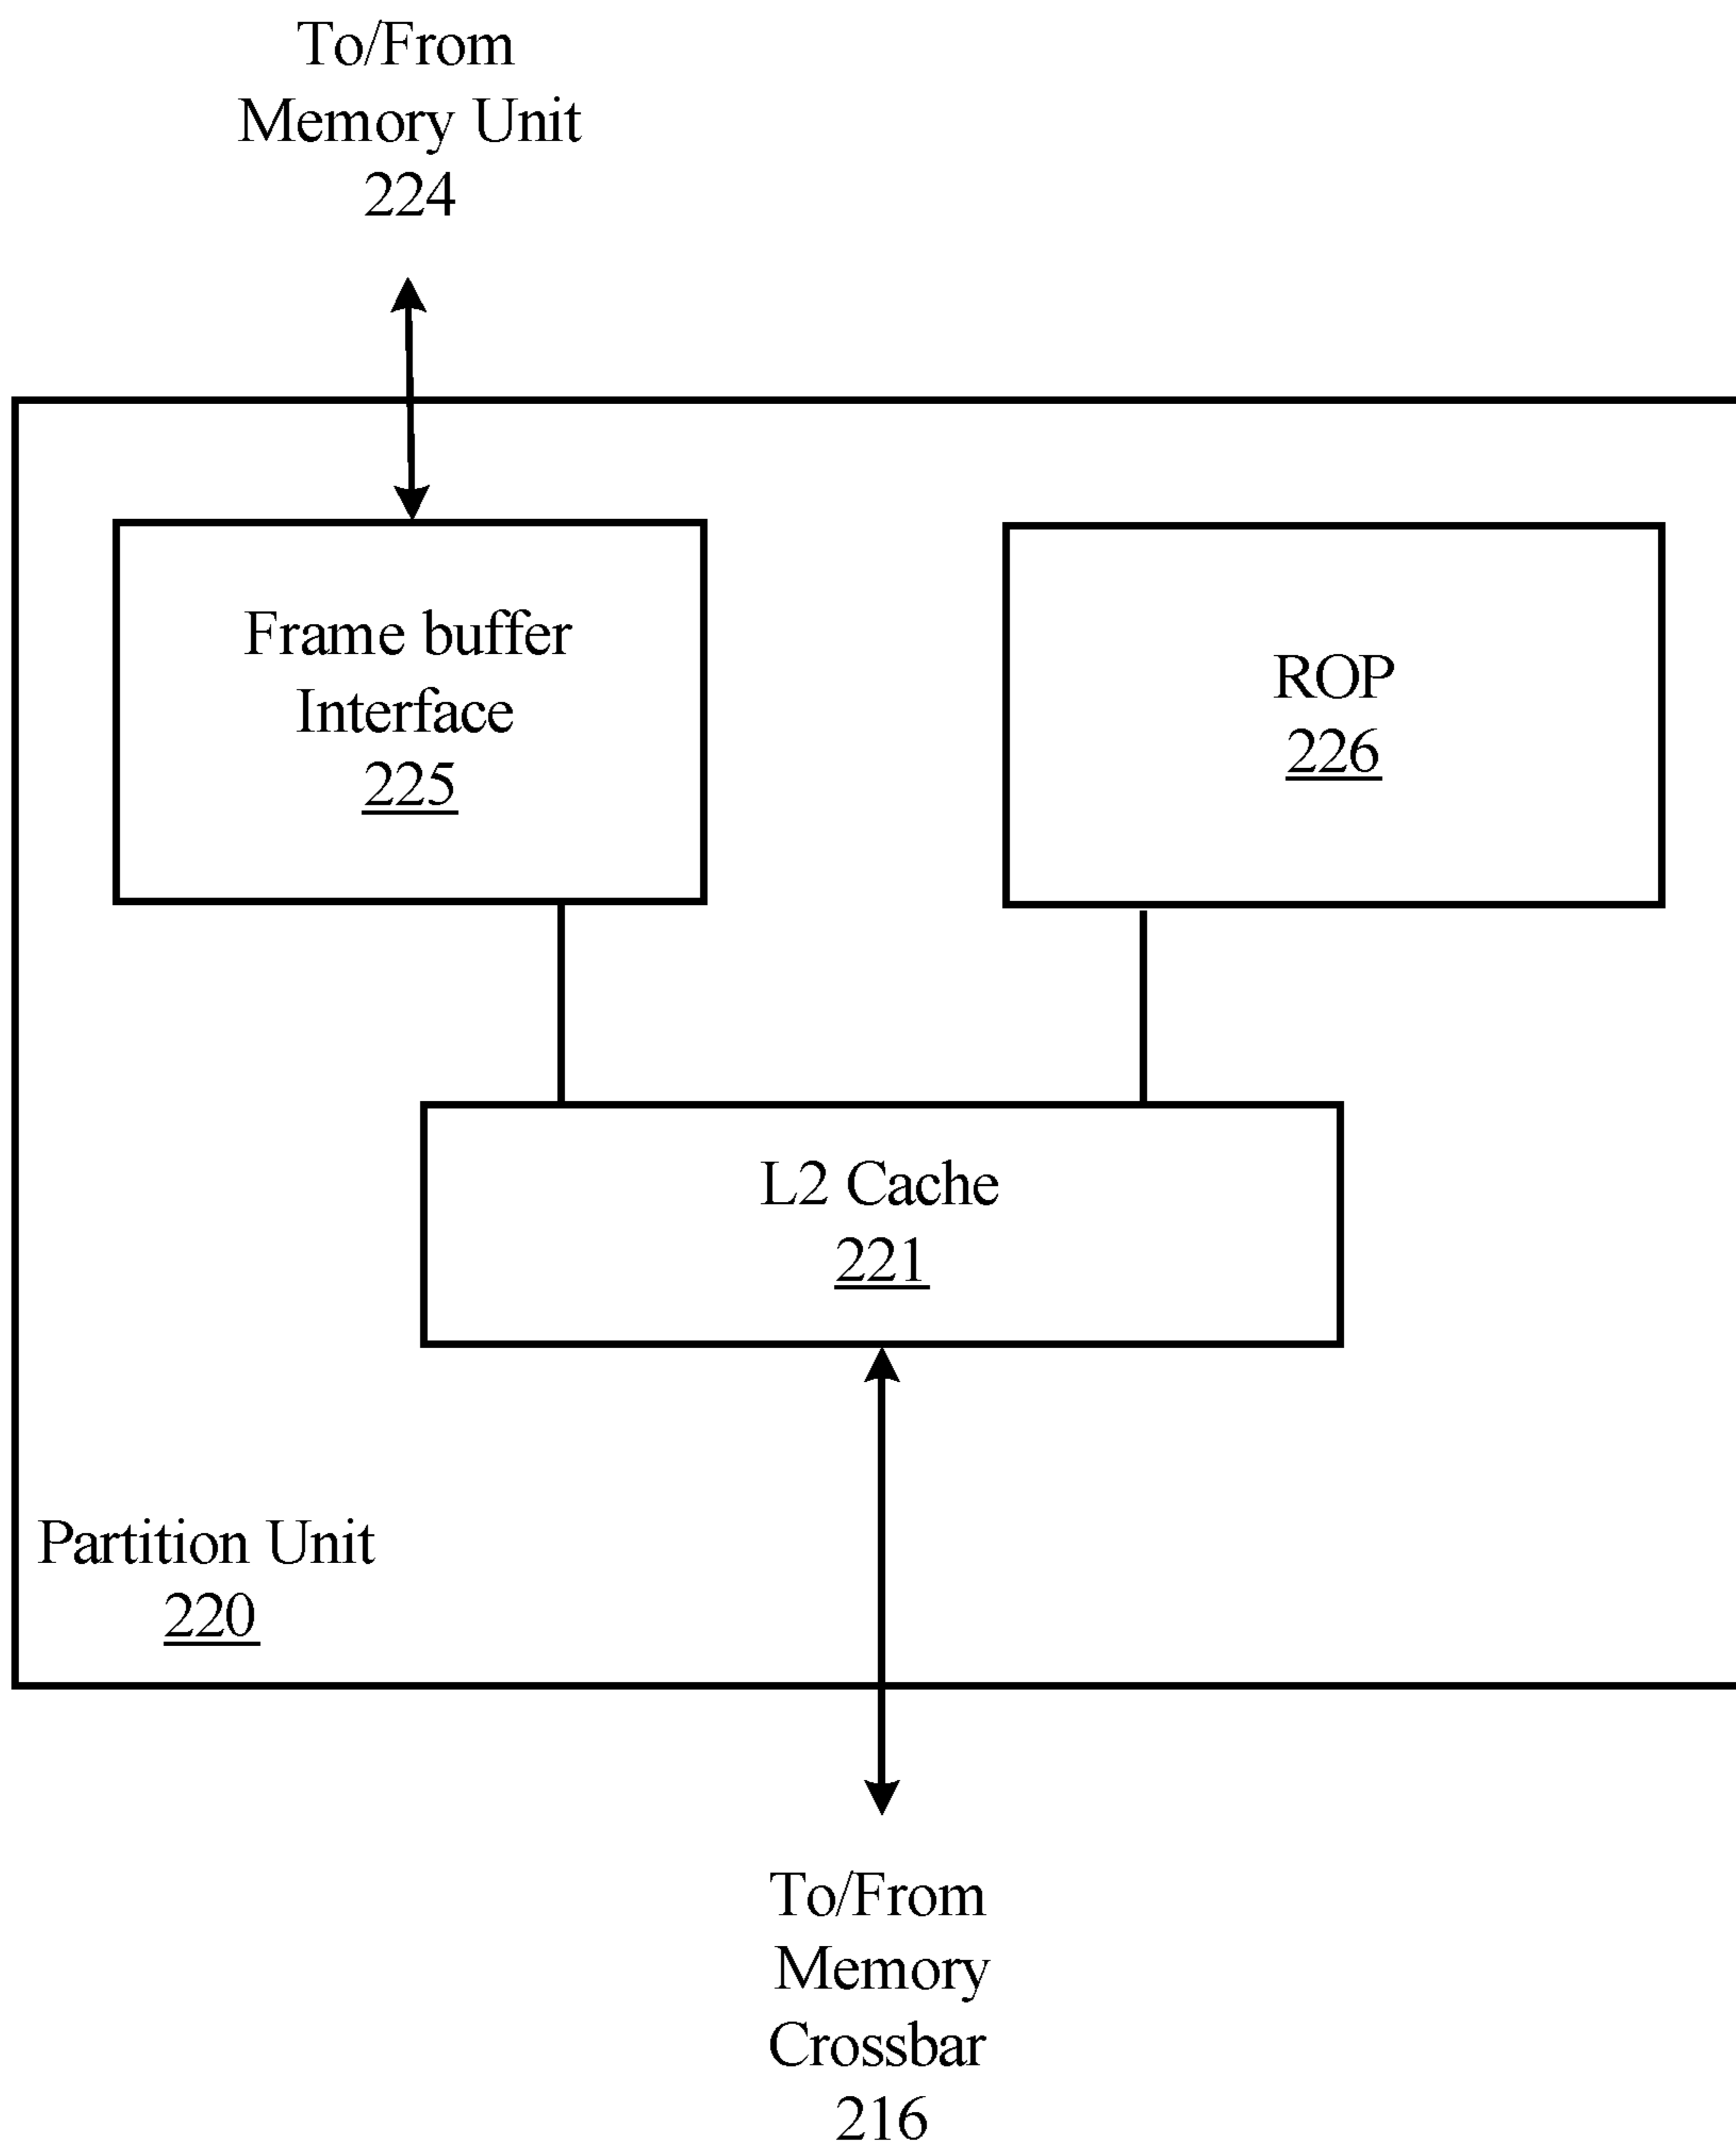 To/From
Memory Unit
224
Frame buffer
Interface
225
ROP
226
L2 Cache
221
Partition Unit
220
To/From
Memory
Crossbar
216